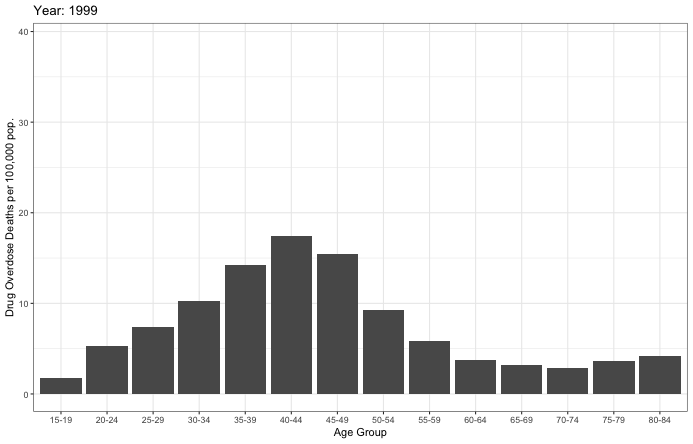 Year: 1999
Drug Overdose Deaths per 100,000 pop.
40
30
20
10
0
15-19 20-24 25-29 30-34 35-39 40-44 45-49 50-54 55-59 60-64 65-69 70-74 75-79 80-84
Age Group